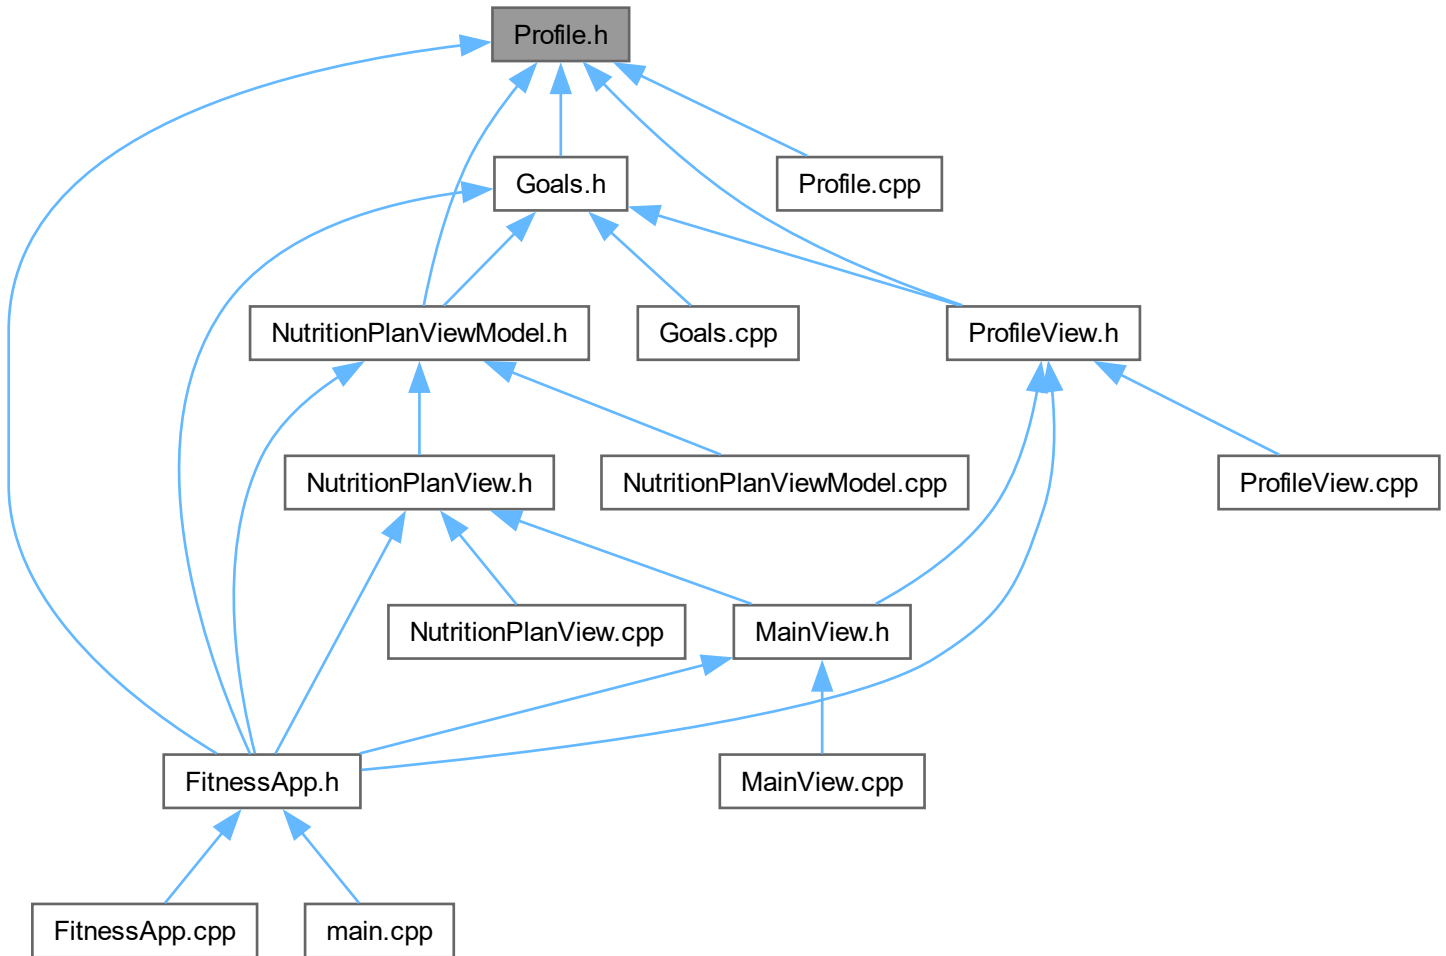 Profile.h
Goals.h
Profile.cpp
NutritionPlanViewModel.h
Goals.cpp
ProfileView.h
NutritionPlanView.h
NutritionPlanViewModel.cpp
ProfileView.cpp
NutritionPlanView.cpp
MainView.h
FitnessApp.h
MainView.cpp
FitnessApp.cpp
main.cpp